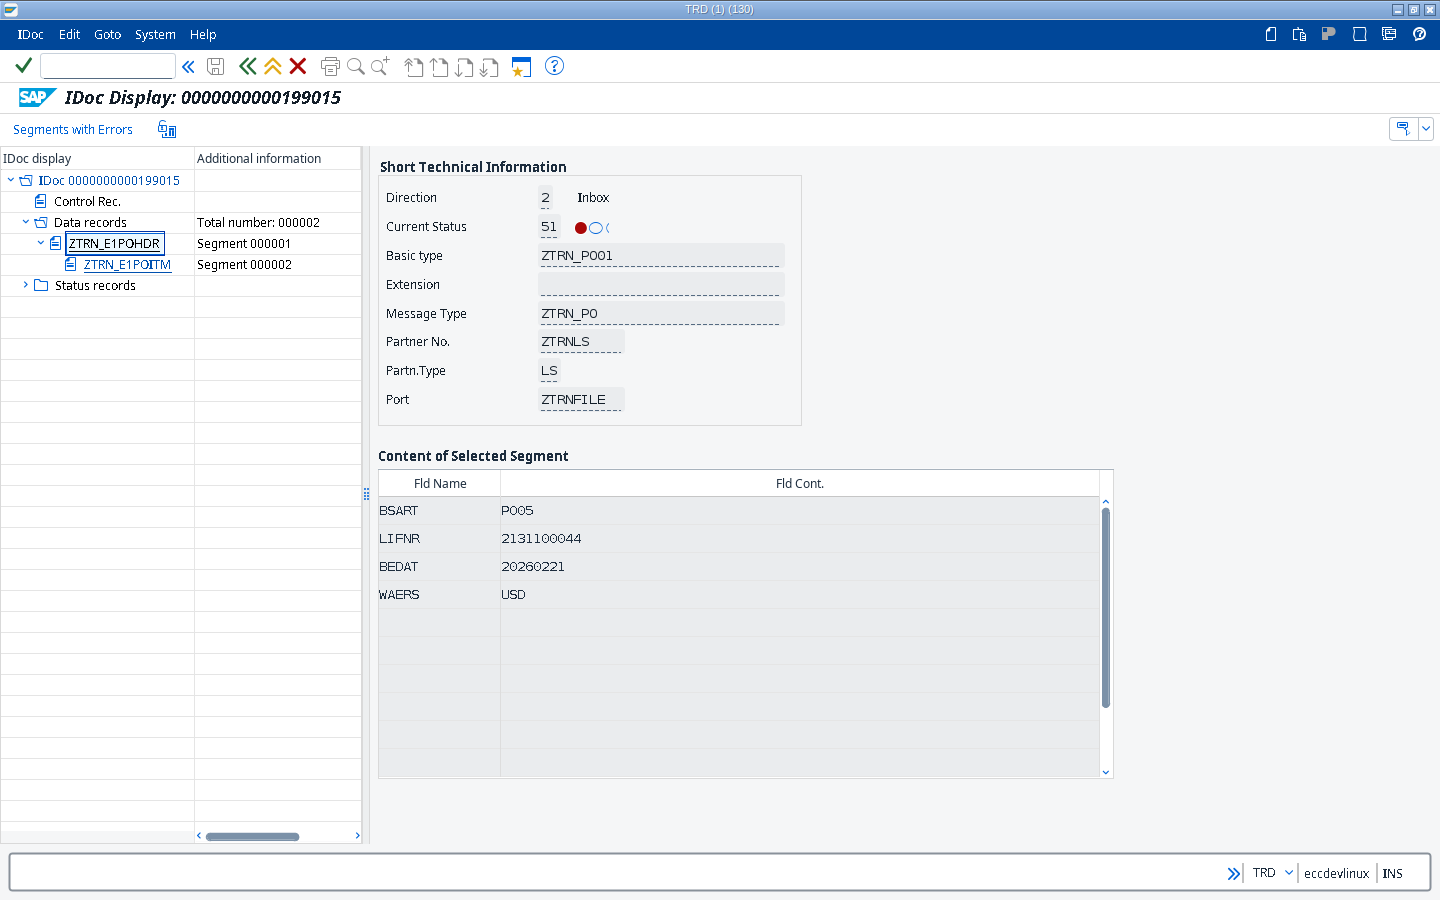 TRD (1) (130)
IDoc Edit Goto System Help
SAP IDoc Display: 0000000000199015
Segments with Errors
IDoc display Additional information
IDoc 0000000000199015
Control Rec.
Data records Total number: 000002
ZTRN_E1POHDR Segment 000001
ZTRN_E1POITM Segment 000002
Status records
Short Technical Information
Direction 2 Inbox
Current Status 51
Basic type ZTRN_PO01
Extension
Message Type ZTRN_PO
Partner No. ZTRNLS
Partn.Type LS
Port ZTRNFILE
Content of Selected Segment
Fld Name Fld Cont.
BSART P005
LIFNR 2131100044
BEDAT 20260221
WAERS USD
TRD eccdevlinux INS